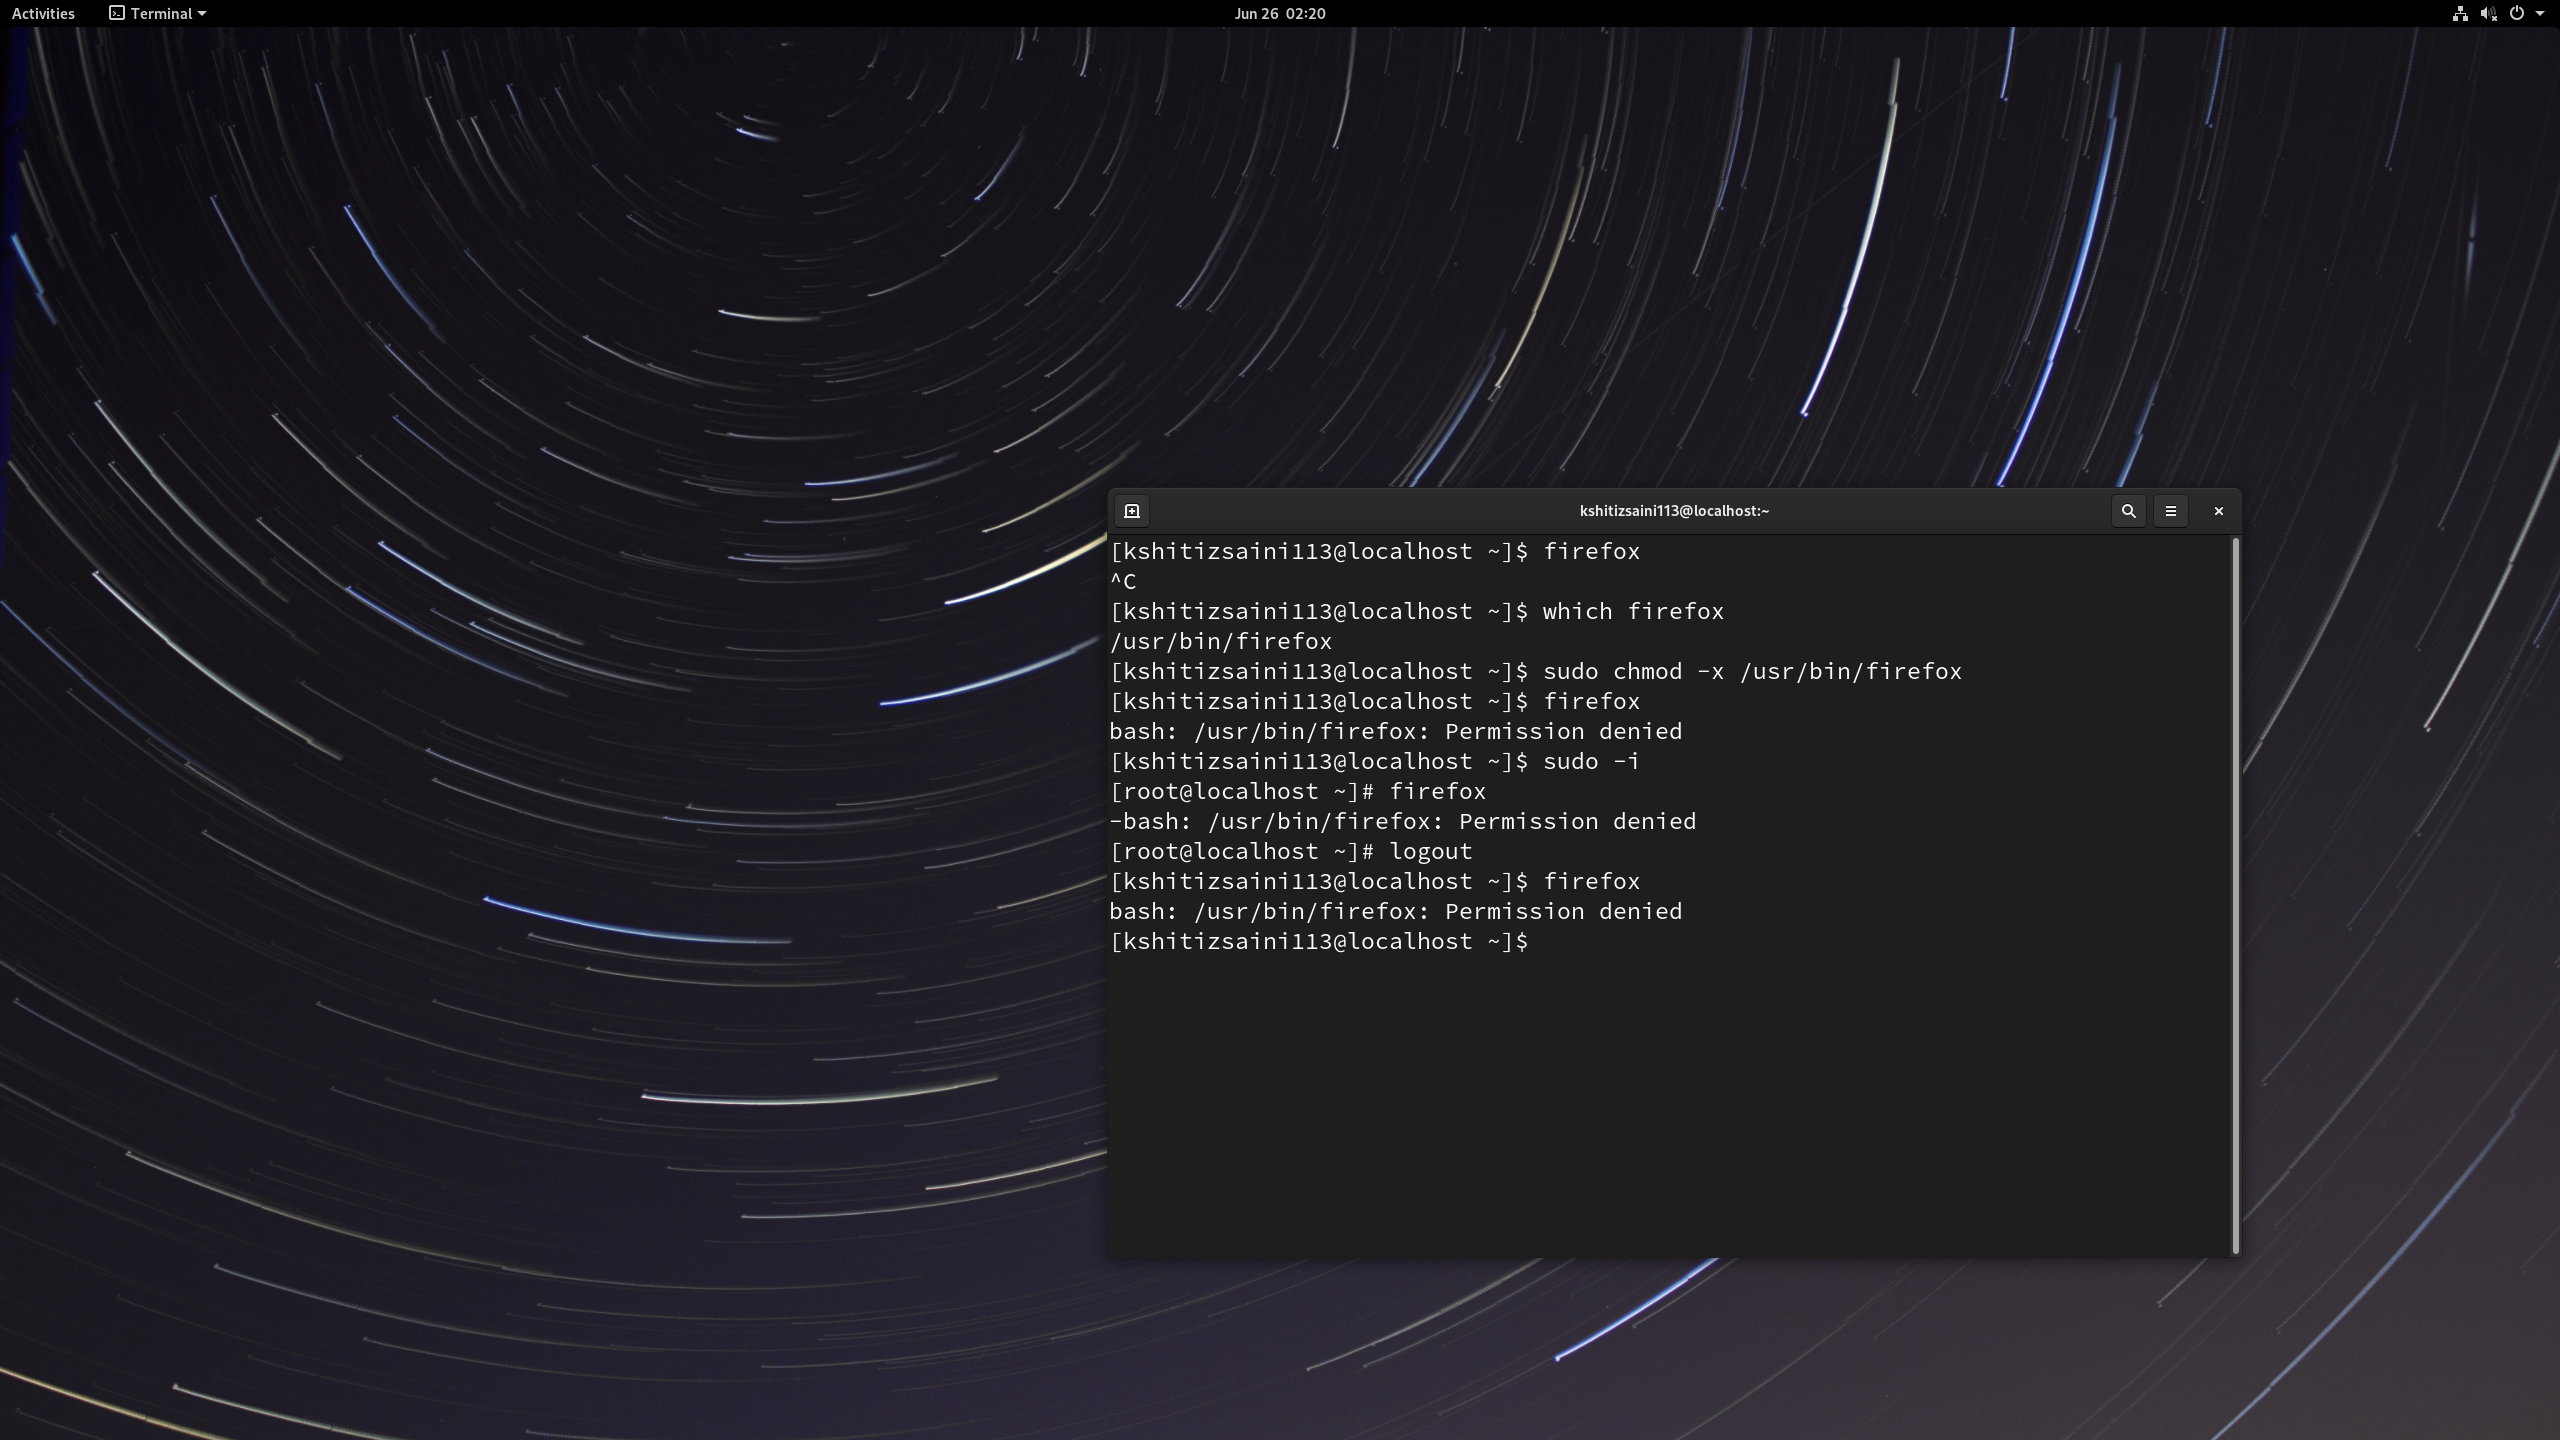 Activities
Terminal
Jun 26 02:20
kshitizsaini113@localhost:~
[kshitizsaini113@localhost ~]$ firefox
^C
[kshitizsaini113@localhost ~]$ which firefox
/usr/bin/firefox
[kshitizsaini113@localhost ~]$ sudo chmod -x /usr/bin/firefox
[kshitizsaini113@localhost ~]$ firefox
bash: /usr/bin/firefox: Permission denied
[kshitizsaini113@localhost ~]$ sudo -i
[root@localhost ~]# firefox
-bash: /usr/bin/firefox: Permission denied
[root@localhost ~]# logout
[kshitizsaini113@localhost ~]$ firefox
bash: /usr/bin/firefox: Permission denied
[kshitizsaini113@localhost ~]$